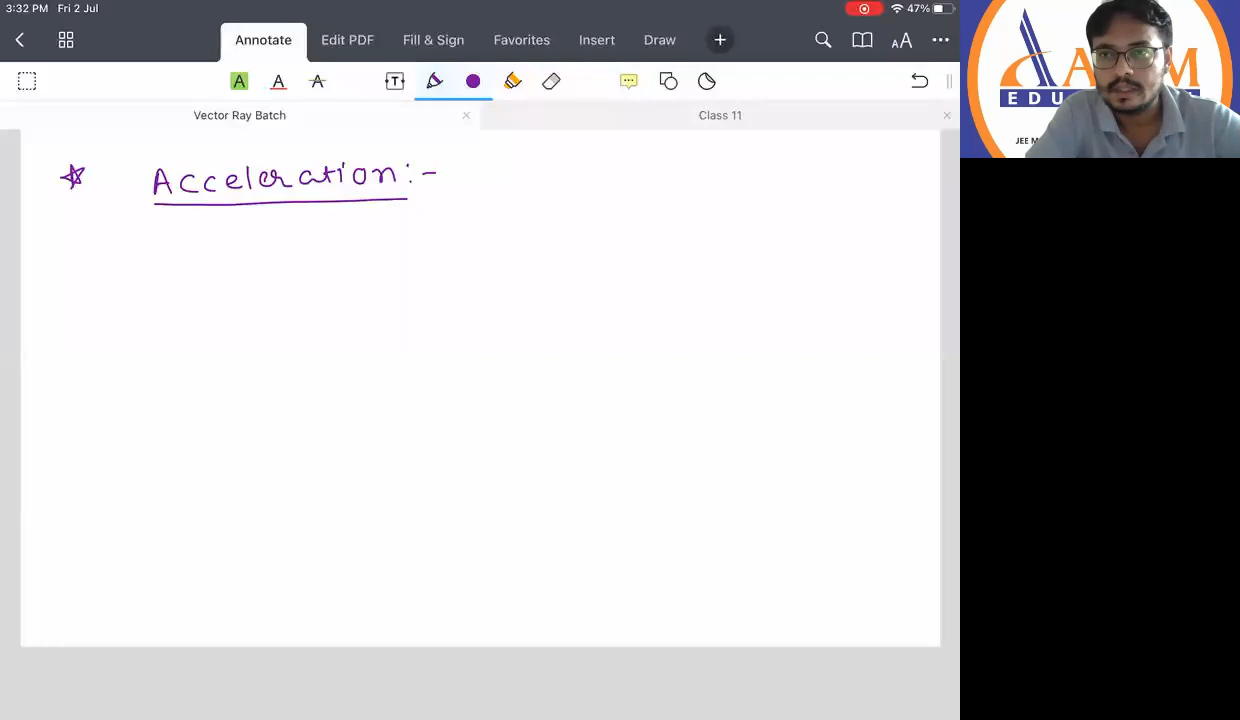 3:32 PM Fri 2 Jul
47%
Annotate Edit PDF Fill & Sign Favorites Insert Draw
Vector Ray Batch
Class 11
☆ Acceleration :-
EDU
JEE M